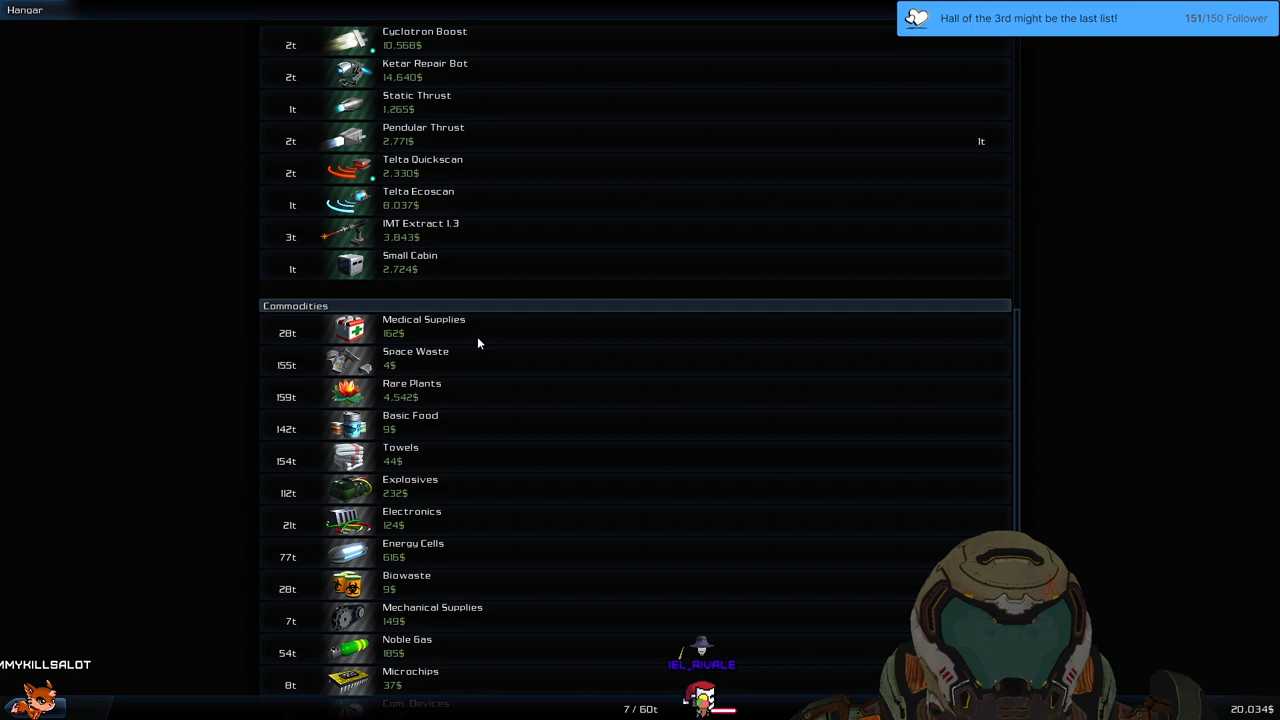 Hangar
Hall of the 3rd might be the last list!
151/150 Follower
Cyclotron Boost
2t
10,568$
Ketar Repair Bot
2t
14,640$
Static Thrust
1t
1,265$
Pendular Thrust
2t
2,771$
1t
Telta Quickscan
2t
2,330$
Telta Ecoscan
1t
8,037$
IMT Extract 1.3
3t
3,843$
Small Cabin
1t
2,724$
Commodities
Medical Supplies
28t
162$
Space Waste
155t
4$
Rare Plants
159t
4,542$
Basic Food
142t
9$
Towels
154t
44$
Explosives
112t
232$
Electronics
21t
124$
Energy Cells
77t
616$
Biowaste
28t
9$
Mechanical Supplies
7t
149$
Noble Gas
54t
185$
Microchips
8t
37$
Com. Devices
MMYKILLSALOT
IEL_RIVALE
7 / 60t
20,034$